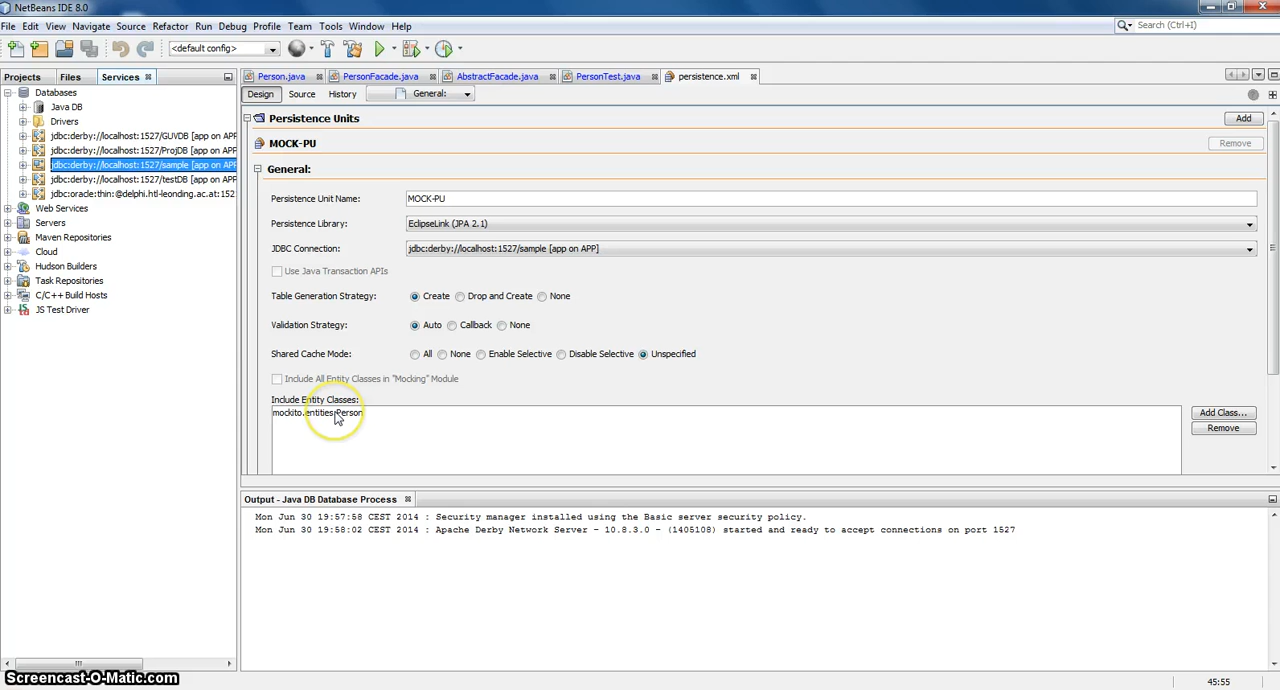 NetBeans IDE 8.0
File Edit View Navigate Source Refactor Run Debug Profile Team Tools Window Help
Search (Ctrl+I)
<default config>
Projects Files Services
Person.java PersonFacade.java AbstractFacade.java PersonTest.java persistence.xml
Design Source History General:
Databases
Java DB
Drivers
jdbc:derby://localhost:1527/GUVDB [app on APP
jdbc:derby://localhost:1527/ProjDB [app on APP
jdbc:derby://localhost:1527/sample [app on APP
jdbc:derby://localhost:1527/testDB [app on APP
jdbc:oracle:thin:@delphi.htl-leonding.ac.at:152
Web Services
Servers
Maven Repositories
Cloud
Hudson Builders
Task Repositories
C/C++ Build Hosts
JS Test Driver
Persistence Units
Add
MOCK-PU
Remove
General:
Persistence Unit Name: MOCK-PU
Persistence Library: EclipseLink (JPA 2.1)
JDBC Connection: jdbc:derby://localhost:1527/sample [app on APP]
Use Java Transaction APIs
Table Generation Strategy: Create Drop and Create None
Validation Strategy: Auto Callback None
Shared Cache Mode: All None Enable Selective Disable Selective Unspecified
Include All Entity Classes in "Mocking" Module
Include Entity Classes:
mockito.entities.Person
Add Class...
Remove
Output - Java DB Database Process
Mon Jun 30 19:57:58 CEST 2014 : Security manager installed using the Basic server security policy.
Mon Jun 30 19:58:02 CEST 2014 : Apache Derby Network Server - 10.8.3.0 - (1405108) started and ready to accept connections on port 1527
Screencast-O-Matic.com
45:55